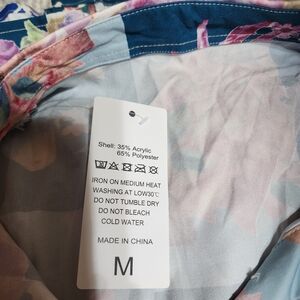 Shell: 35% Acrylic
65% Polyester
IRON ON MEDIUM HEAT
WASHING AT LOW30℃
DO NOT TUMBLE DRY
DO NOT BLEACH
COLD WATER
MADE IN CHINA
M